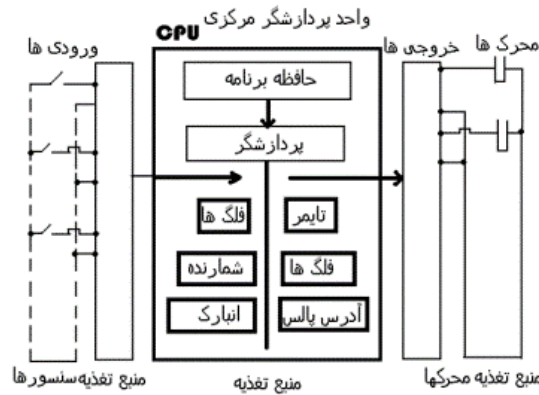 واحد پردازشگر مرکزی
CPU
ورودی ها
خروجی ها
محرک ها
حافظه برنامه
پردازشگر
فلگ ها
تایمر
شمارنده
فلگ ها
انبارک
آدرس پالس
منبع تغذیه سنسورها
منبع تغذیه
منبع تغذیه محرکها